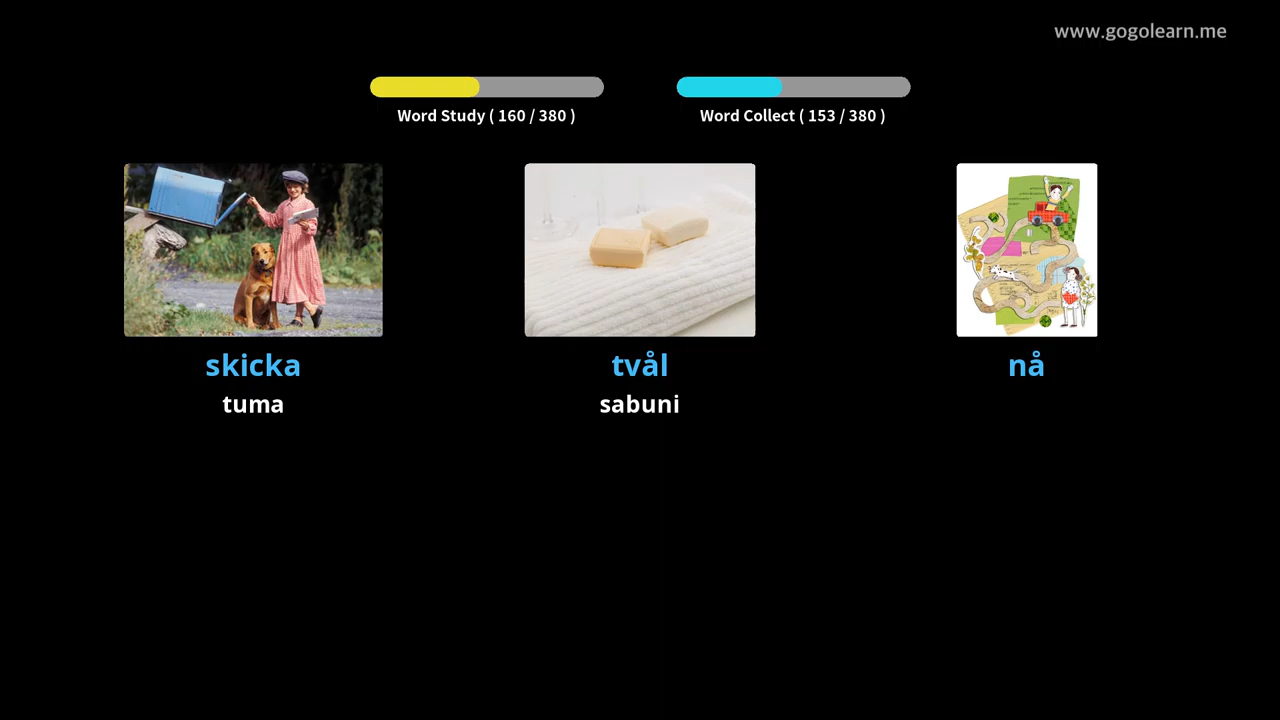 www.gogolearn.me
Word Study ( 160 / 380 )
Word Collect ( 153 / 380 )
skicka
tvål
nå
tuma
sabuni